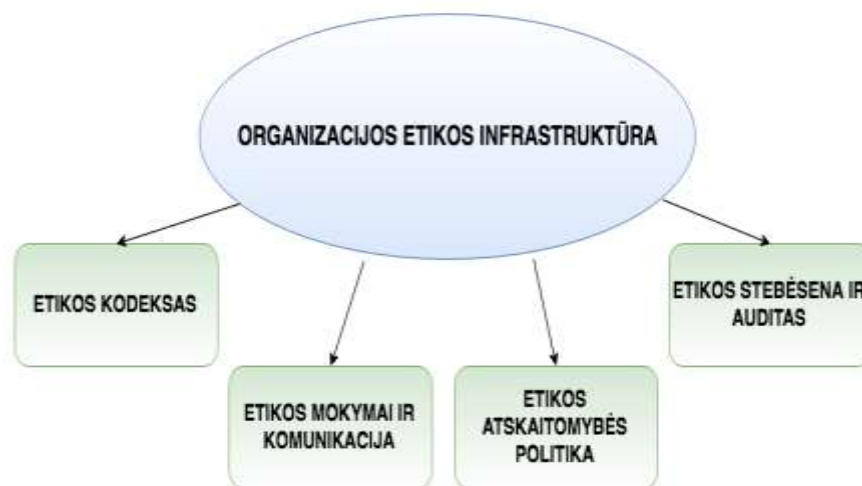 ORGANIZACIJOS ETIKOS INFRASTRUKTŪRA
ETIKOS KODEKSAS
ETIKOS MOKYMAI IR
KOMUNIKACIJA
ETIKOS
ATSKAITOMYBĖS
POLITIKA
ETIKOS STEBĖSENA IR
AUDITAS